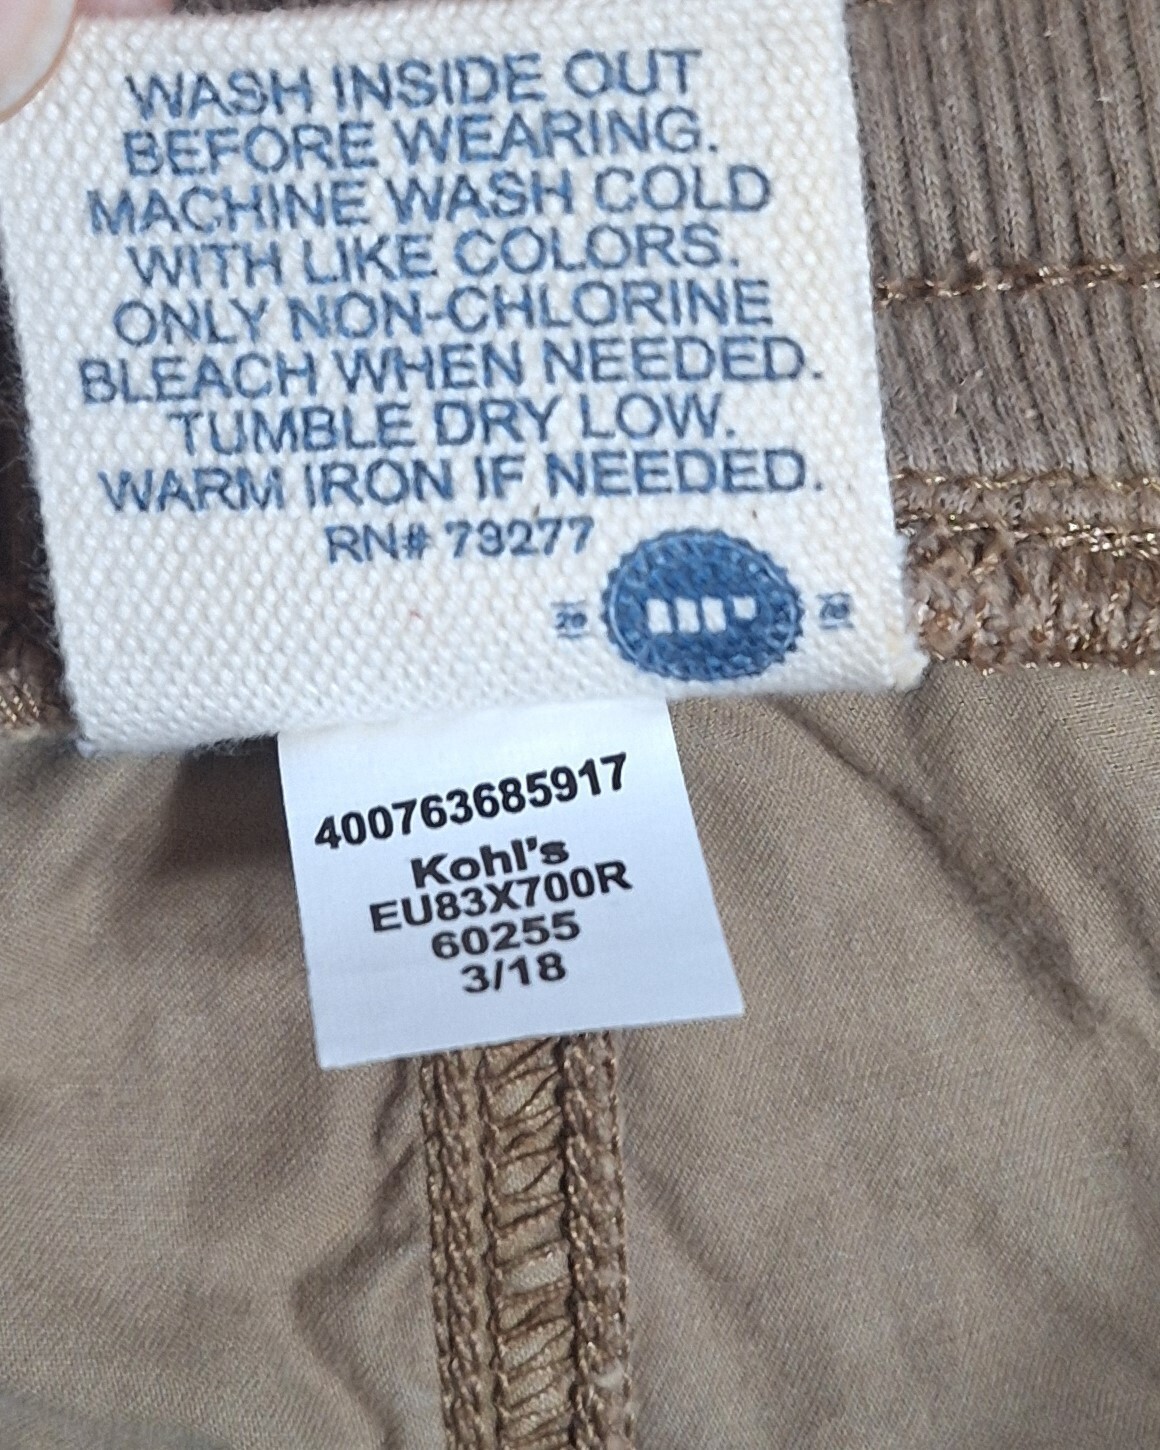 WASH INSIDE OUT
BEFORE WEARING.
MACHINE WASH COLD
WITH LIKE COLORS.
ONLY NON-CHLORINE
BLEACH WHEN NEEDED.
TUMBLE DRY LOW.
WARM IRON IF NEEDED.
RN# 73277
400763685917
Kohl's
EU83X700R
60255
3/18